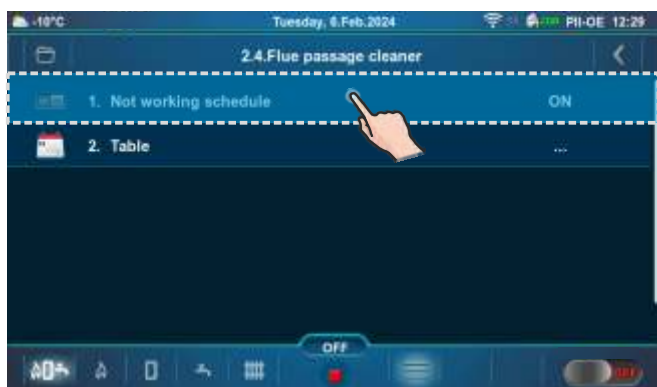 -10°C Tuesday, 6.Feb.2024 PII-OE 12:29
2.4.Flue passage cleaner
1. Not working schedule ON
2. Table ...
OFF
OFF